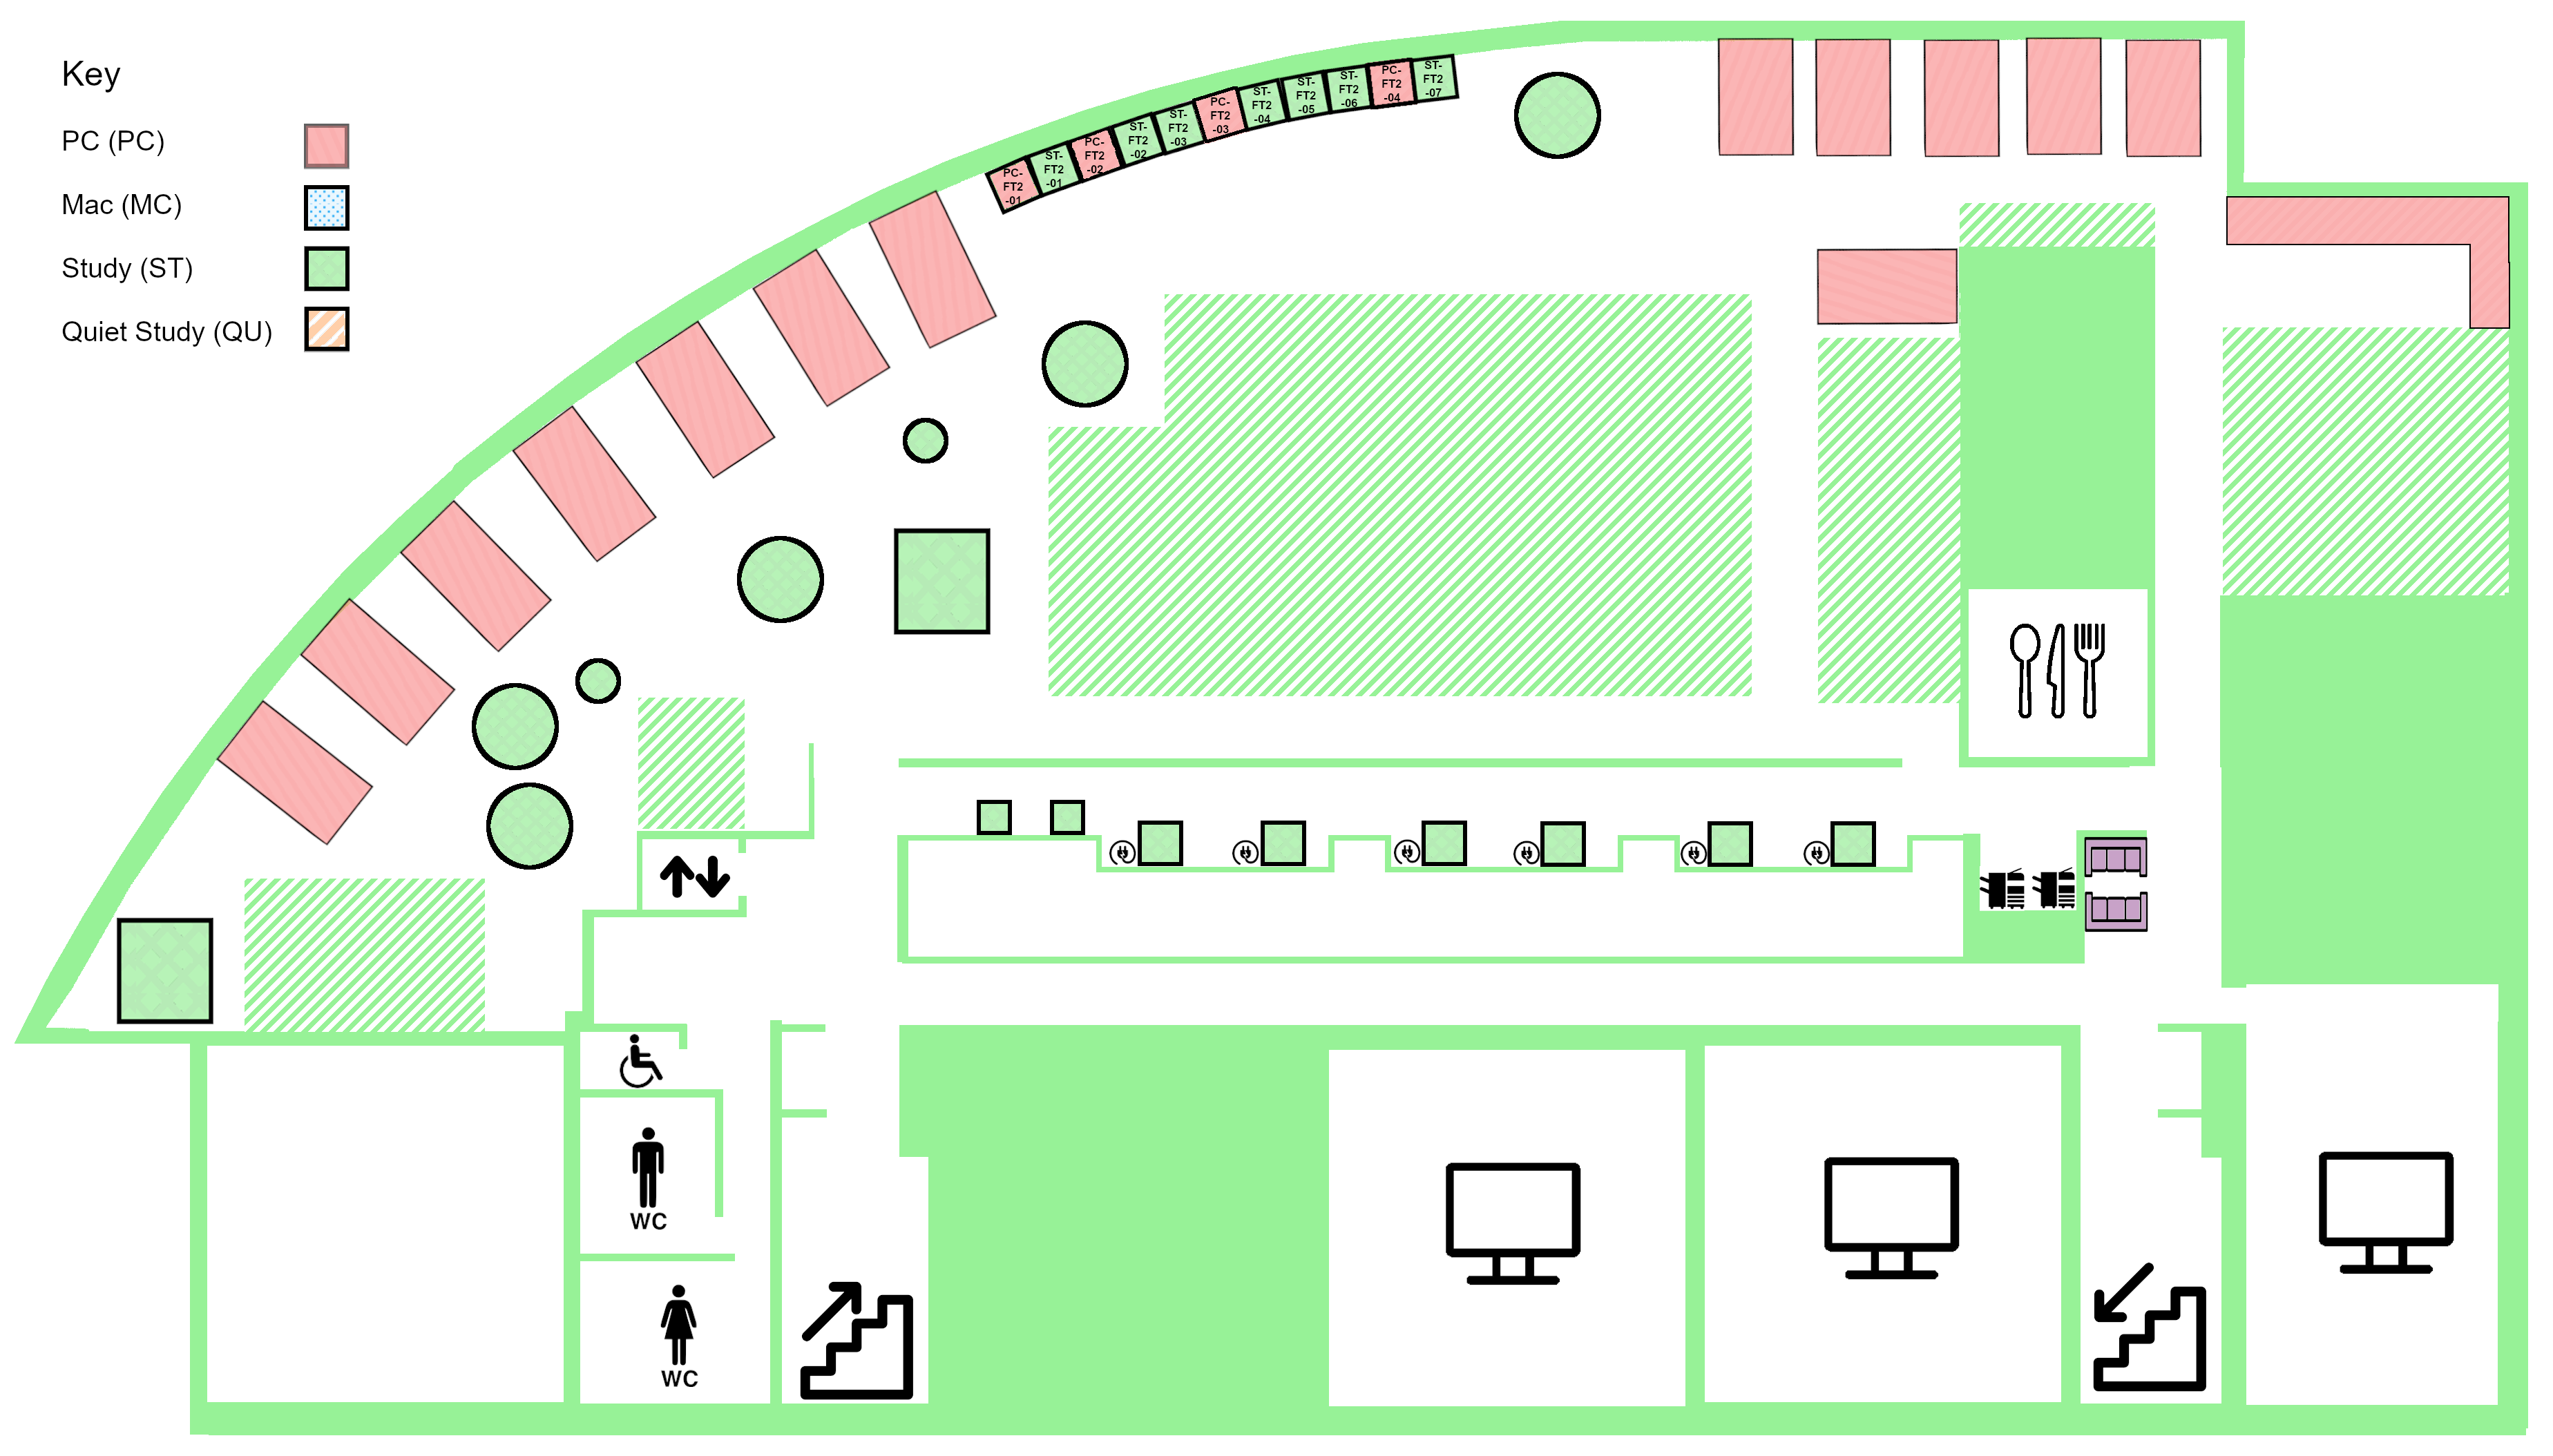 Key
PC (PC)
Mac (MC)
Study (ST)
Quiet Study (QU)
PC-
FT2
-01
ST-
FT2
-01
PC-
FT2
-02
ST-
FT2
-02
ST-
FT2
-03
PC-
FT2
-03
ST-
FT2
-04
ST-
FT2
-05
ST-
FT2
-06
PC-
FT2
-04
ST-
FT2
-07
WC
WC